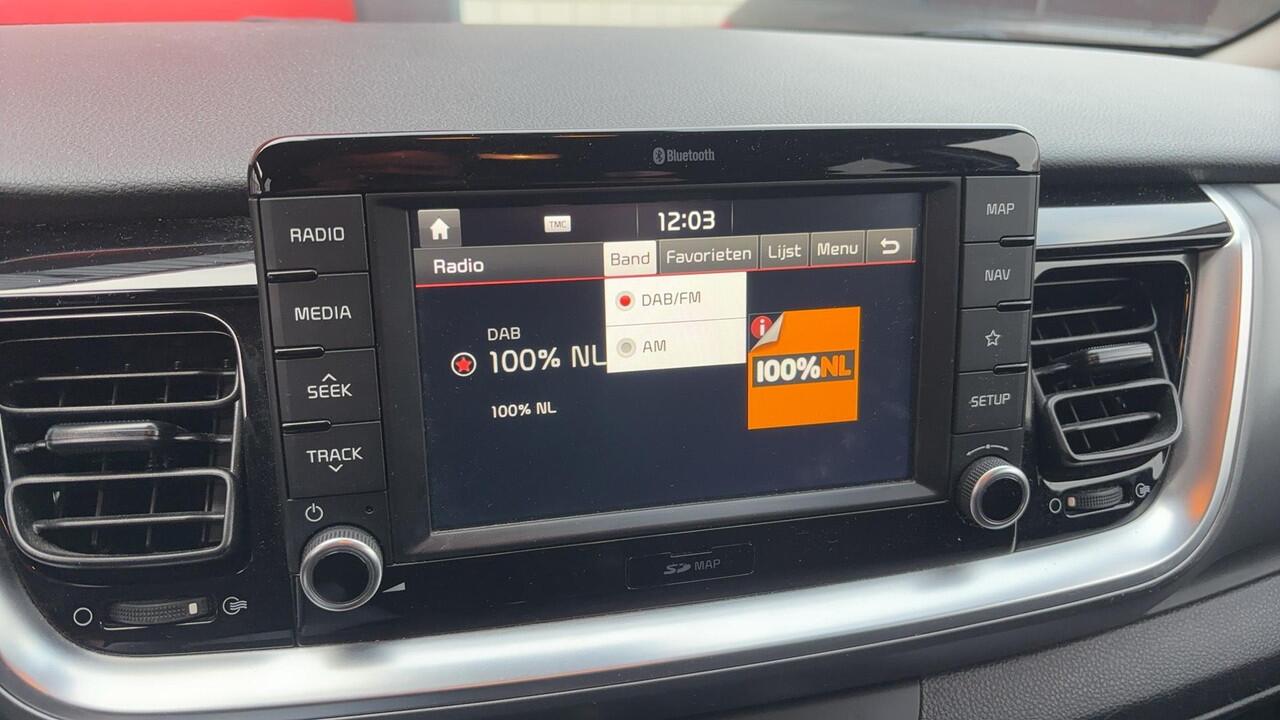 Bluetooth
RADIO
MEDIA
SEEK
TRACK
TMC
12:03
Radio
Band
Favorieten
Lijst
Menu
DAB/FM
AM
DAB
100% NL
100% NL
100%NL
MAP
NAV
SETUP
SD MAP